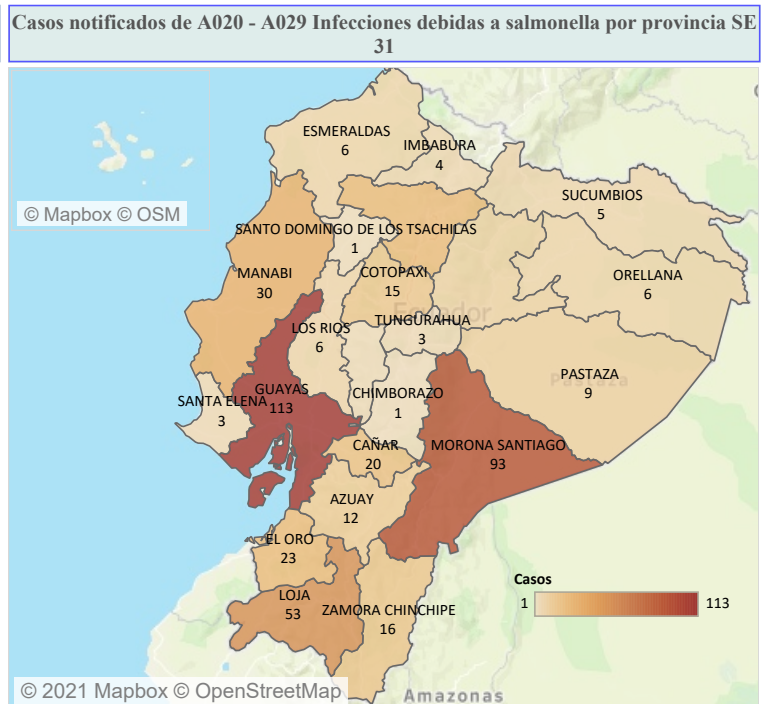 Casos notificados de A020 - A029 Infecciones debidas a salmonella por provincia SE
31
ESMERALDAS
6
IMBABURA
4
SUCUMBIOS
5
© Mapbox © OSM
SANTO DOMINGO DE LOS TSACHILAS
1
MANABI
30
COTOPAXI
15
ORELLANA
6
Ecuador
TUNGURAHUA
3
LOS RIOS
6
PASTAZA
9
Pastaza
GUAYAS
113
SANTA ELENA
3
CHIMBORAZO
1
MORONA SANTIAGO
93
CAÑAR
20
AZUAY
12
EL ORO
23
LOJA
53
ZAMORA CHINCHIPE
16
Casos
1 113
© 2021 Mapbox © OpenStreetMap
Amazonas